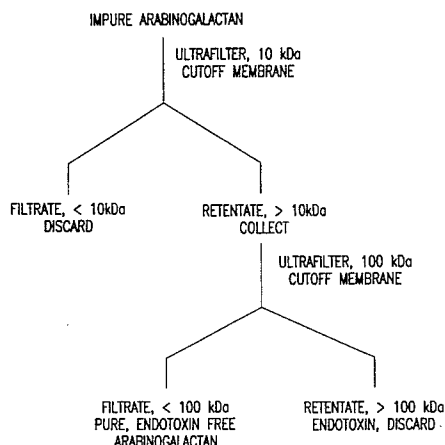 IMPURE ARABINOGALACTAN
ULTRAFILTER, 10 kDa
CUTOFF MEMBRANE
FILTRATE, < 10kDa
DISCARD
RETENTATE, > 10kDa
COLLECT
ULTRAFILTER, 100 kDa
CUTOFF MEMBRANE
FILTRATE, < 100 kDa
PURE, ENDOTOXIN FREE
ARABINOGALACTAN
RETENTATE, > 100 kDa
ENDOTOXIN, DISCARD